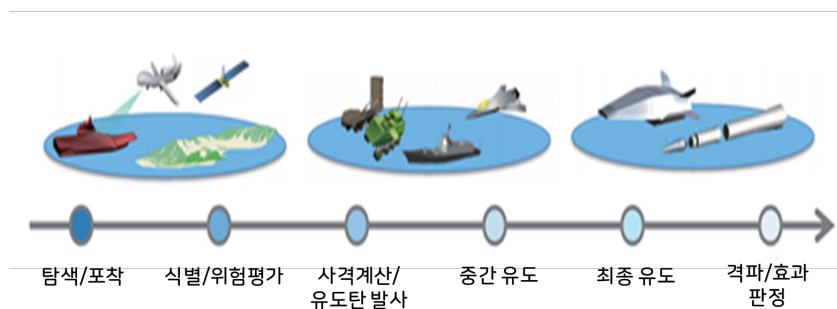 탐색/포착
식별/위험평가
사격계산/
유도탄 발사
중간 유도
최종 유도
격파/효과
판정